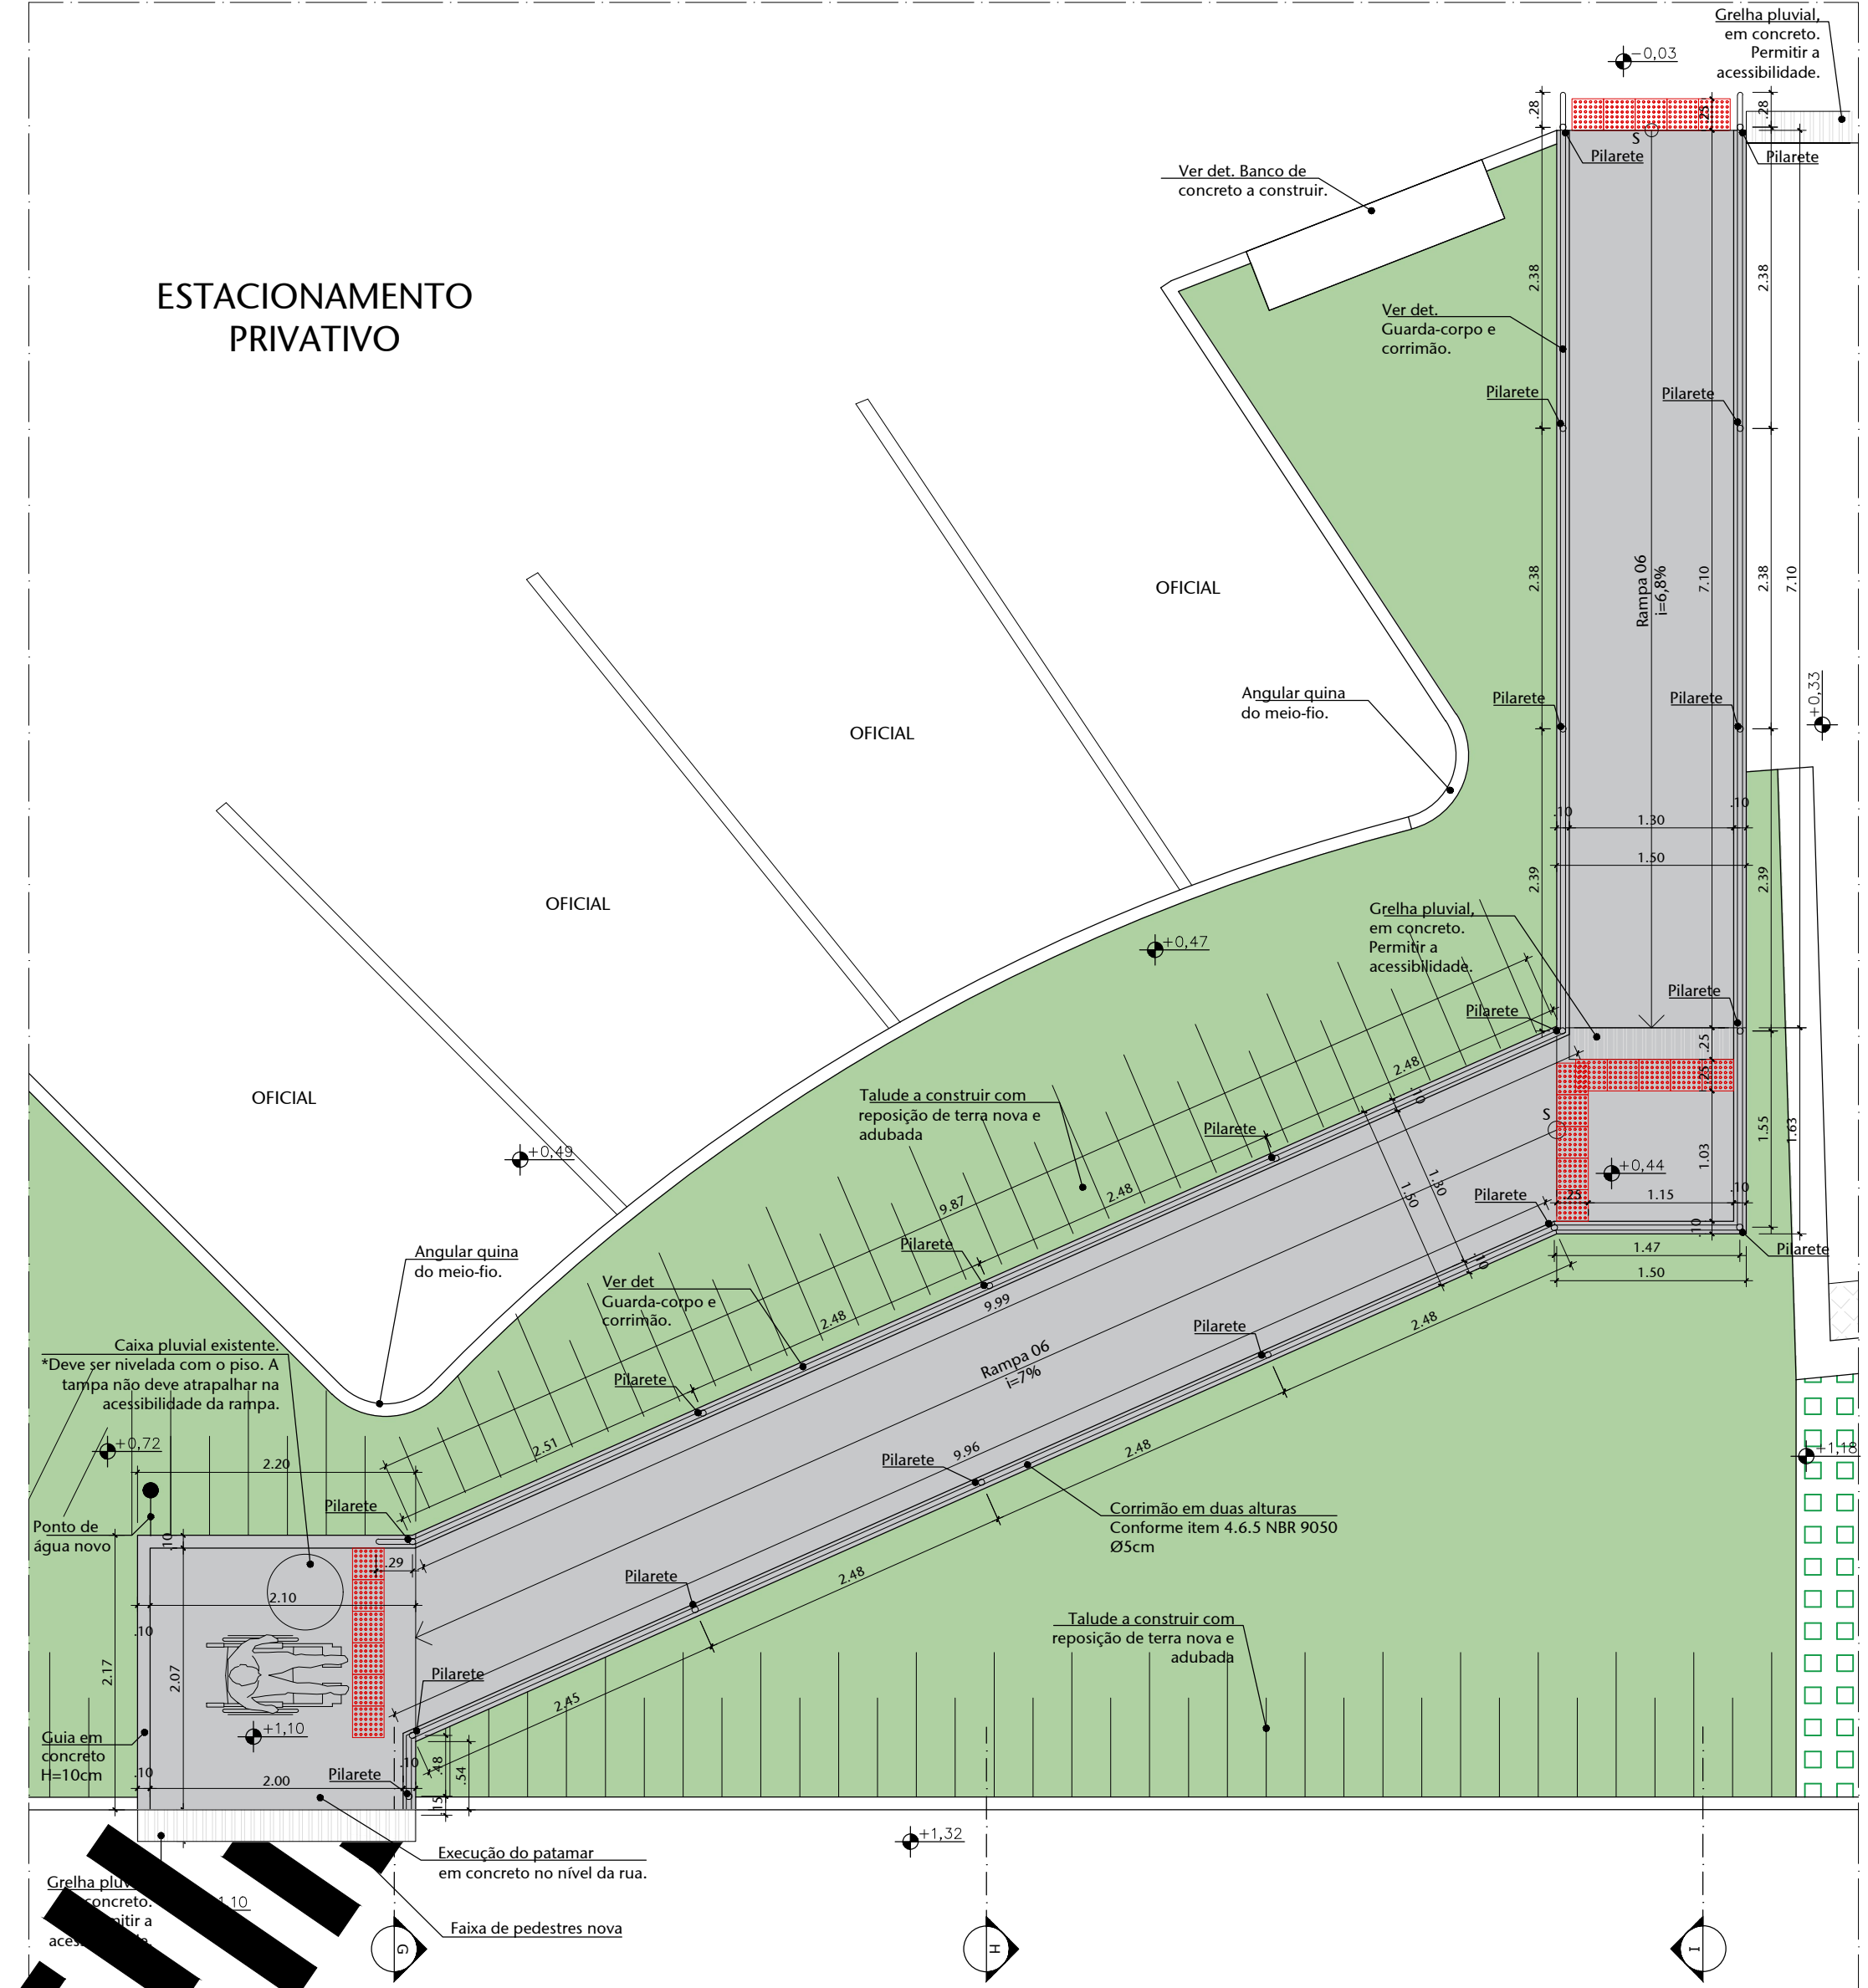 Grelha pluvial,
em concreto.
Permitir a
acessibilidade.
−0,03
.28
.25
.28
S
Pilarete
Pilarete
Ver det. Banco de
concreto a construir.
ESTACIONAMENTO
PRIVATIVO
2.38
2.38
Ver det.
Guarda-corpo e
corrimão.
Pilarete
Pilarete
OFICIAL
2.38
Rampa 06
i=6,8%
7.10
2.38
7.10
Angular quina
do meio-fio.
Pilarete
Pilarete
+0,33
OFICIAL
.10
1.30
.10
1.50
2.39
2.39
OFICIAL
Grelha pluvial,
em concreto.
Permitir a
acessibilidade.
+0,47
Pilarete
Pilarete
.25
.25
2.48
.10
OFICIAL
Talude a construir com
reposição de terra nova e
adubada
Pilarete
S
1.55
1.63
1.03
+0,49
+0,44
1.30
1.50
2.48
9.87
Pilarete
.25
1.15
.10
.10
Pilarete
Pilarete
1.47
1.50
.10
Angular quina
do meio-fio.
Ver det
Guarda-corpo e
corrimão.
2.48
9.99
2.48
Pilarete
Rampa 06
i=7%
Pilarete
Caixa pluvial existente.
*Deve ser nivelada com o piso. A
tampa não deve atrapalhar na
acessibilidade da rampa.
+0,72
2.51
9.96
2.48
Pilarete
+1,18
2.20
Pilarete
Corrimão em duas alturas
Conforme item 4.6.5 NBR 9050
Ø5cm
Ponto de
água novo
.10
.29
2.10
Pilarete
2.48
.10
2.17
2.07
Talude a construir com
reposição de terra nova e
adubada
Pilarete
2.45
+1,10
Guia em
concreto
H=10cm
.10
2.00
Pilarete
.10
.48
.54
.15
+1,32
Execução do patamar
em concreto no nível da rua.
Grelha
concreto.
10
Faixa de pedestres nova
G
H
I